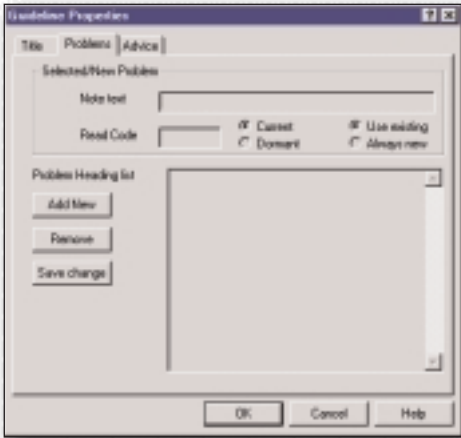 Guideline Properties
Title Problems Advice
Selected/New Problem
Note text
Read Code Current Use existing
Dormant Always new
Problem Heading list
Add New
Remove
Save change
OK Cancel Help